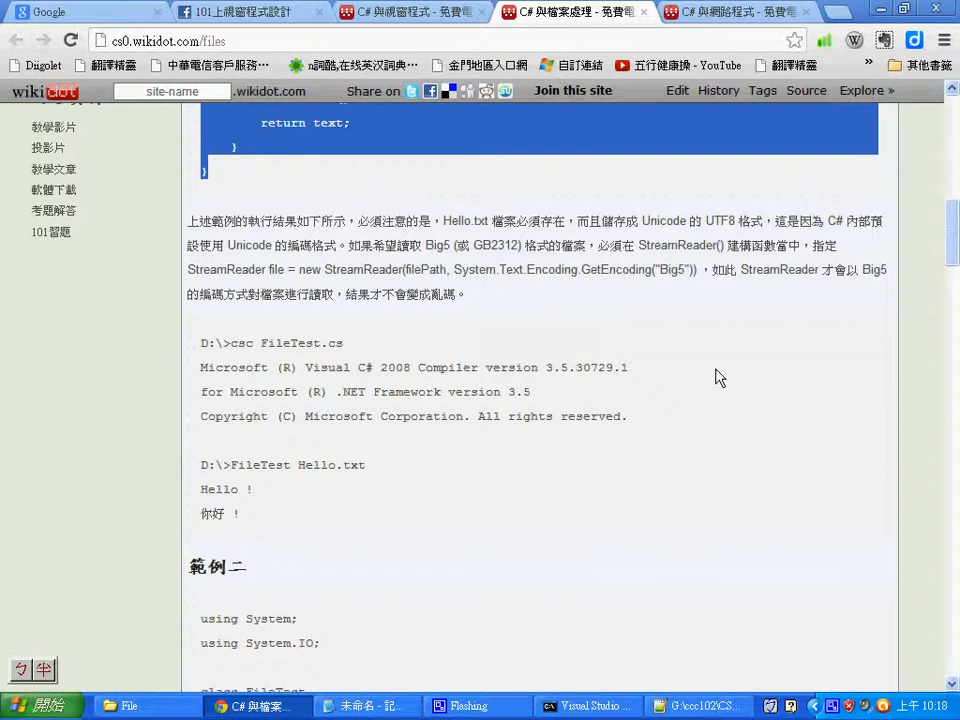 Google
101上視窗程式設計
C# 與視窗程式 - 免費電
C# 與檔案處理 - 免費電
C# 與網路程式 - 免費電
cs0.wikidot.com/files
Diigolet
翻譯精靈
中華電信客戶服務…
n詞酷,在线英汉词典…
金門地區入口網
自訂連結
五行健康操 - YouTube
翻譯精靈
»
其他書籤
wikidot
site-name
.wikidot.com
Share on
Join this site
Edit
History
Tags
Source
Explore »
教學影片
投影片
教學文章
軟體下載
考題解答
101習題
return text;
}
}
上述範例的執行結果如下所示，必須注意的是，Hello.txt 檔案必須存在，而且儲存成 Unicode 的 UTF8 格式，這是因為 C# 內部預
設使用 Unicode 的編碼格式。如果希望讀取 Big5 (或 GB2312) 格式的檔案，必須在 StreamReader() 建構函數當中，指定
StreamReader file = new StreamReader(filePath, System.Text.Encoding.GetEncoding("Big5")) ，如此 StreamReader 才會以 Big5
的編碼方式對檔案進行讀取，結果才不會變成亂碼。
D:\>csc FileTest.cs
Microsoft (R) Visual C# 2008 Compiler version 3.5.30729.1
for Microsoft (R) .NET Framework version 3.5
Copyright (C) Microsoft Corporation. All rights reserved.
D:\>FileTest Hello.txt
Hello !
你好 !
範例二
using System;
using System.IO;
class FileTest
ㄅ半
開始
File
C# 與檔案...
未命名 - 記...
Flashing
Visual Studio ...
G:\ccc102\CS...
上午 10:18